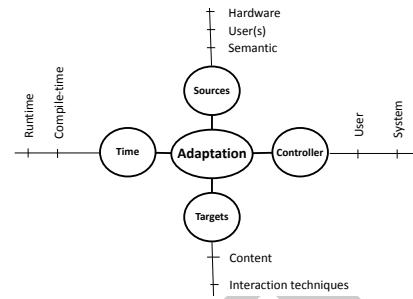 Hardware
User(s)
Semantic
Sources
Runtime
Compile-time
Time
Adaptation
Controller
User
System
Targets
Content
Interaction techniques